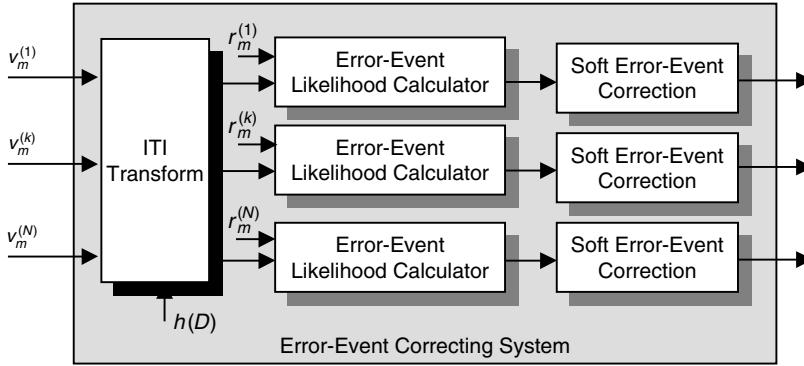 v_m^(1)
v_m^(k)
v_m^(N)
ITI
Transform
h(D)
r_m^(1)
Error-Event
Likelihood Calculator
Soft Error-Event
Correction
r_m^(k)
Error-Event
Likelihood Calculator
Soft Error-Event
Correction
r_m^(N)
Error-Event
Likelihood Calculator
Soft Error-Event
Correction
Error-Event Correcting System